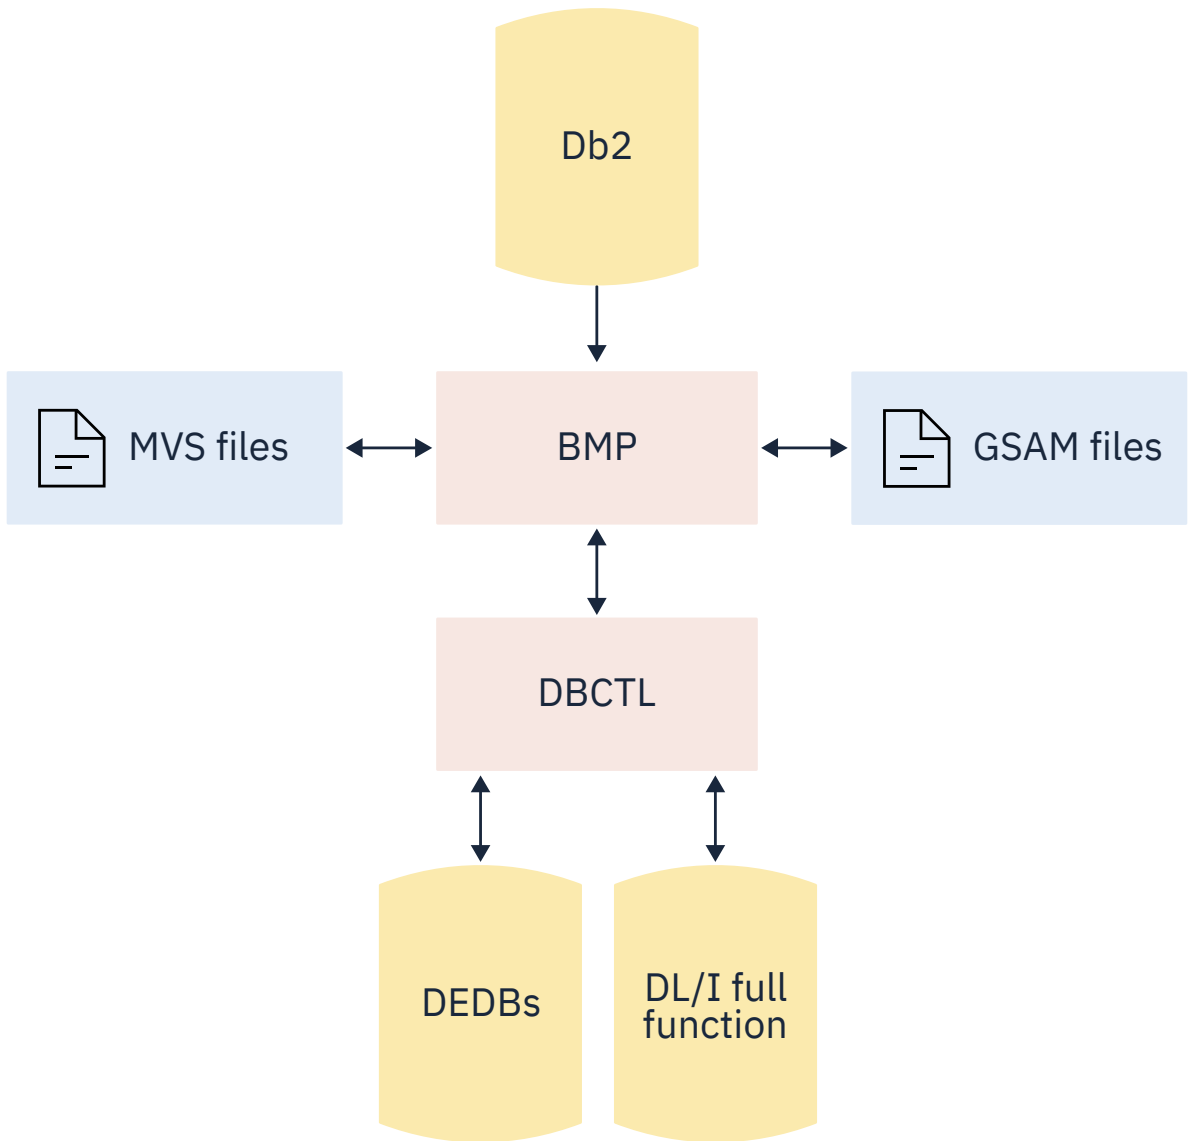 Db2
MVS files
BMP
GSAM files
DBCTL
DEDBs
DL/I full
function